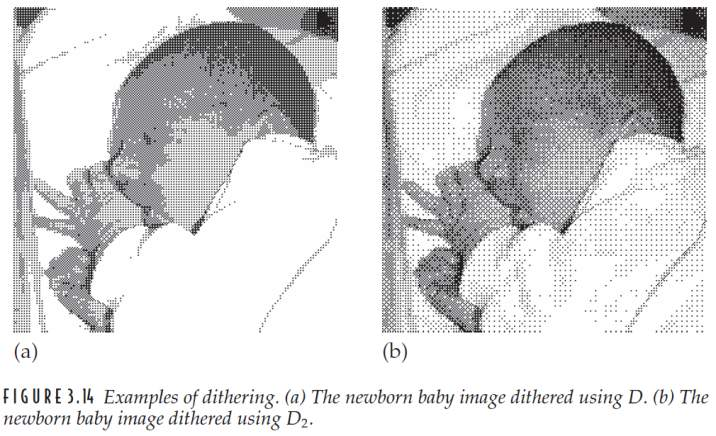 (a) (b)
FIGURE 3.14 Examples of dithering. (a) The newborn baby image dithered using D. (b) The
newborn baby image dithered using D₂.